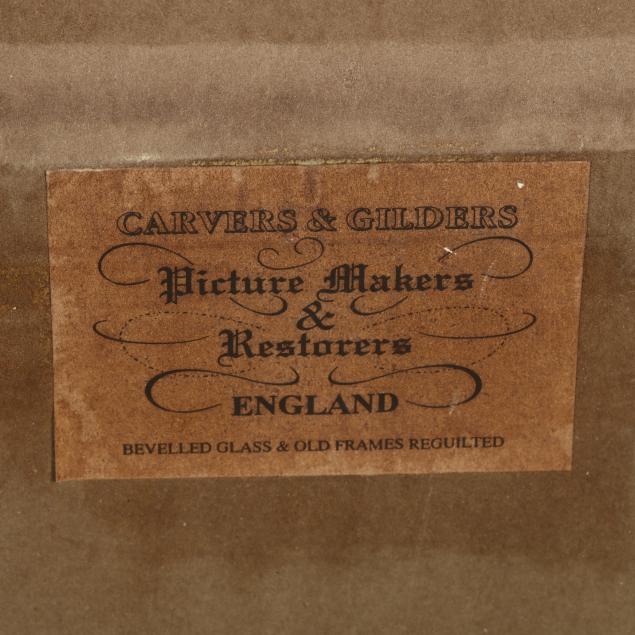 CARVERS & GILDERS
Picture Makers
&
Restorers
ENGLAND
BEVELLED GLASS & OLD FRAMES REGUILTED